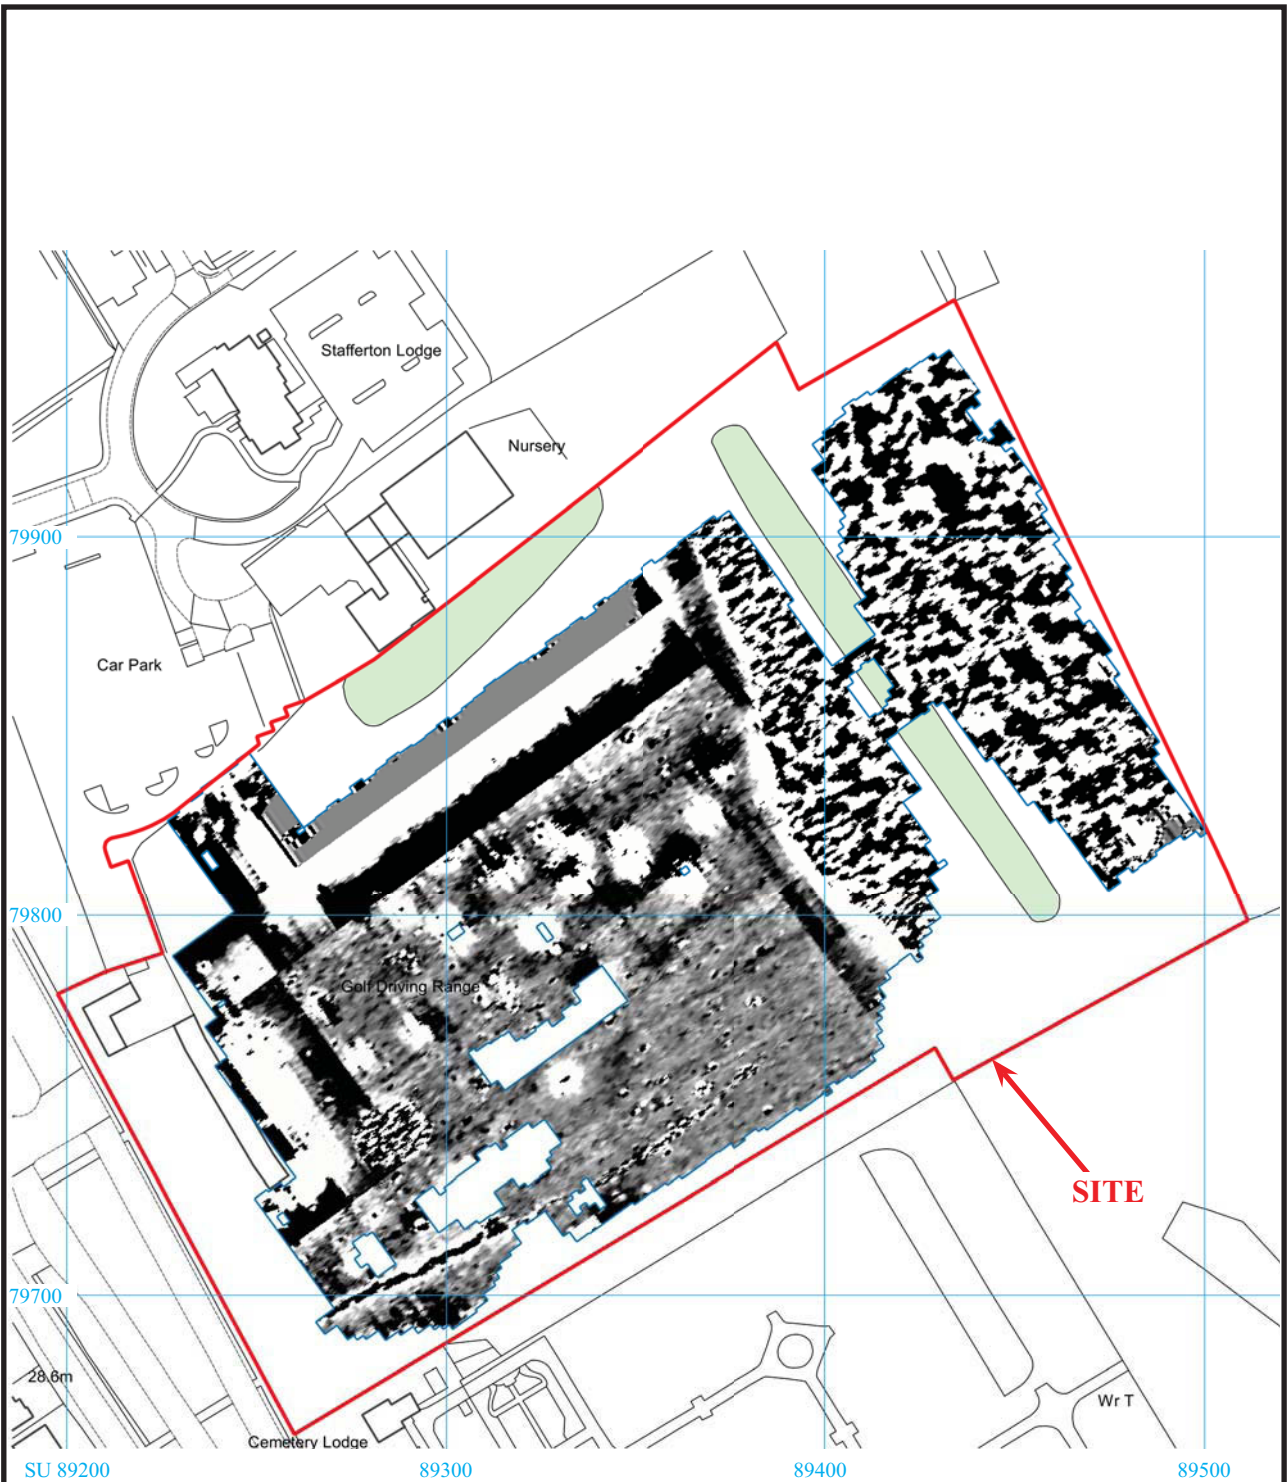 Stafferton Lodge
Nursery
79900
Car Park
79800
Golf Driving Range
SITE
79700
28.6m
Wr T
Cemetery Lodge
SU 89200
89300
89400
89500